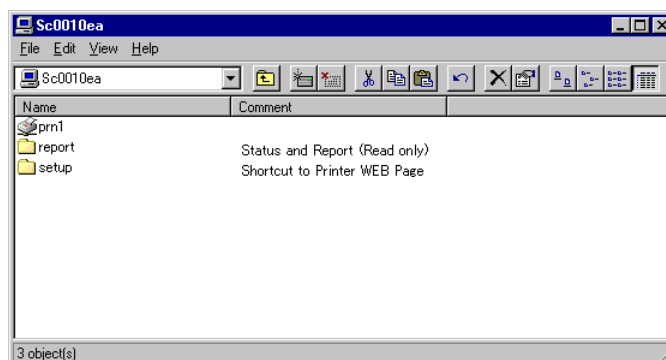 Sc0010ea
File Edit View Help
Sc0010ea
Name Comment
prn1
report Status and Report (Read only)
setup Shortcut to Printer WEB Page
3 object(s)